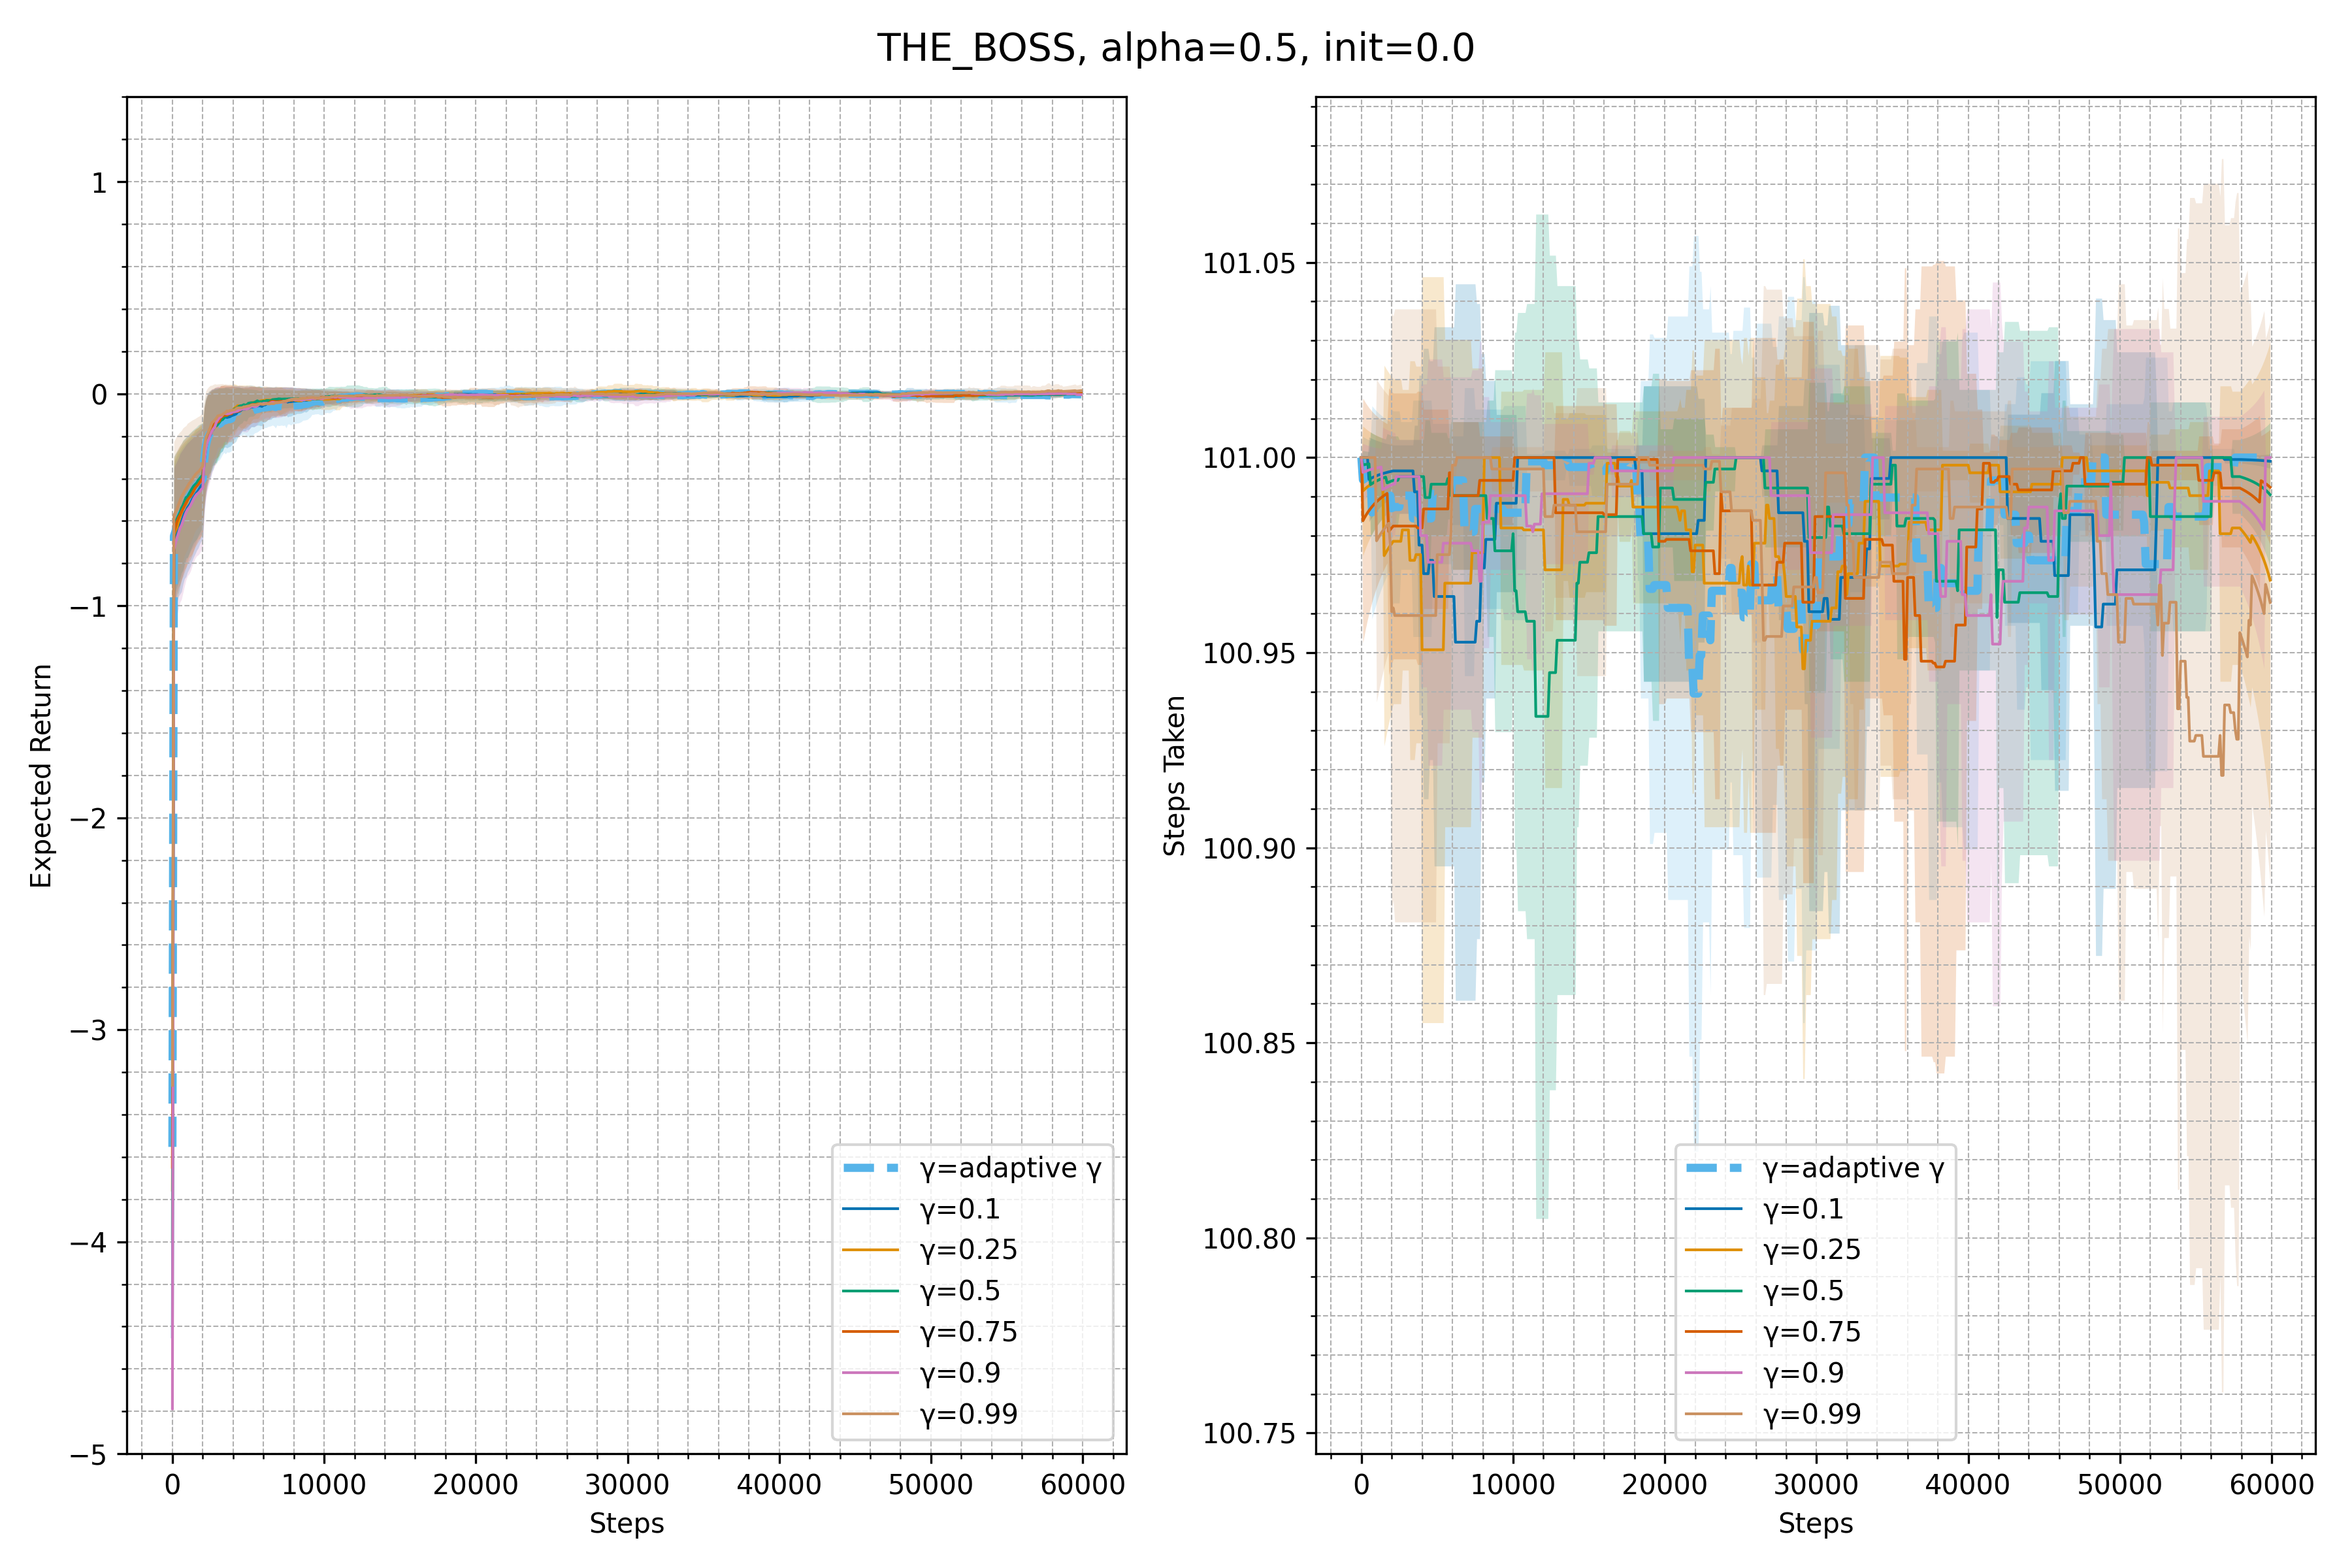 THE_BOSS, alpha=0.5, init=0.0
Expected Return
1
0
−1
−2
−3
−4
−5
0
10000
20000
30000
40000
50000
60000
Steps
γ=adaptive γ
γ=0.1
γ=0.25
γ=0.5
γ=0.75
γ=0.9
γ=0.99
Steps Taken
101.05
101.00
100.95
100.90
100.85
100.80
100.75
0
10000
20000
30000
40000
50000
60000
Steps
γ=adaptive γ
γ=0.1
γ=0.25
γ=0.5
γ=0.75
γ=0.9
γ=0.99